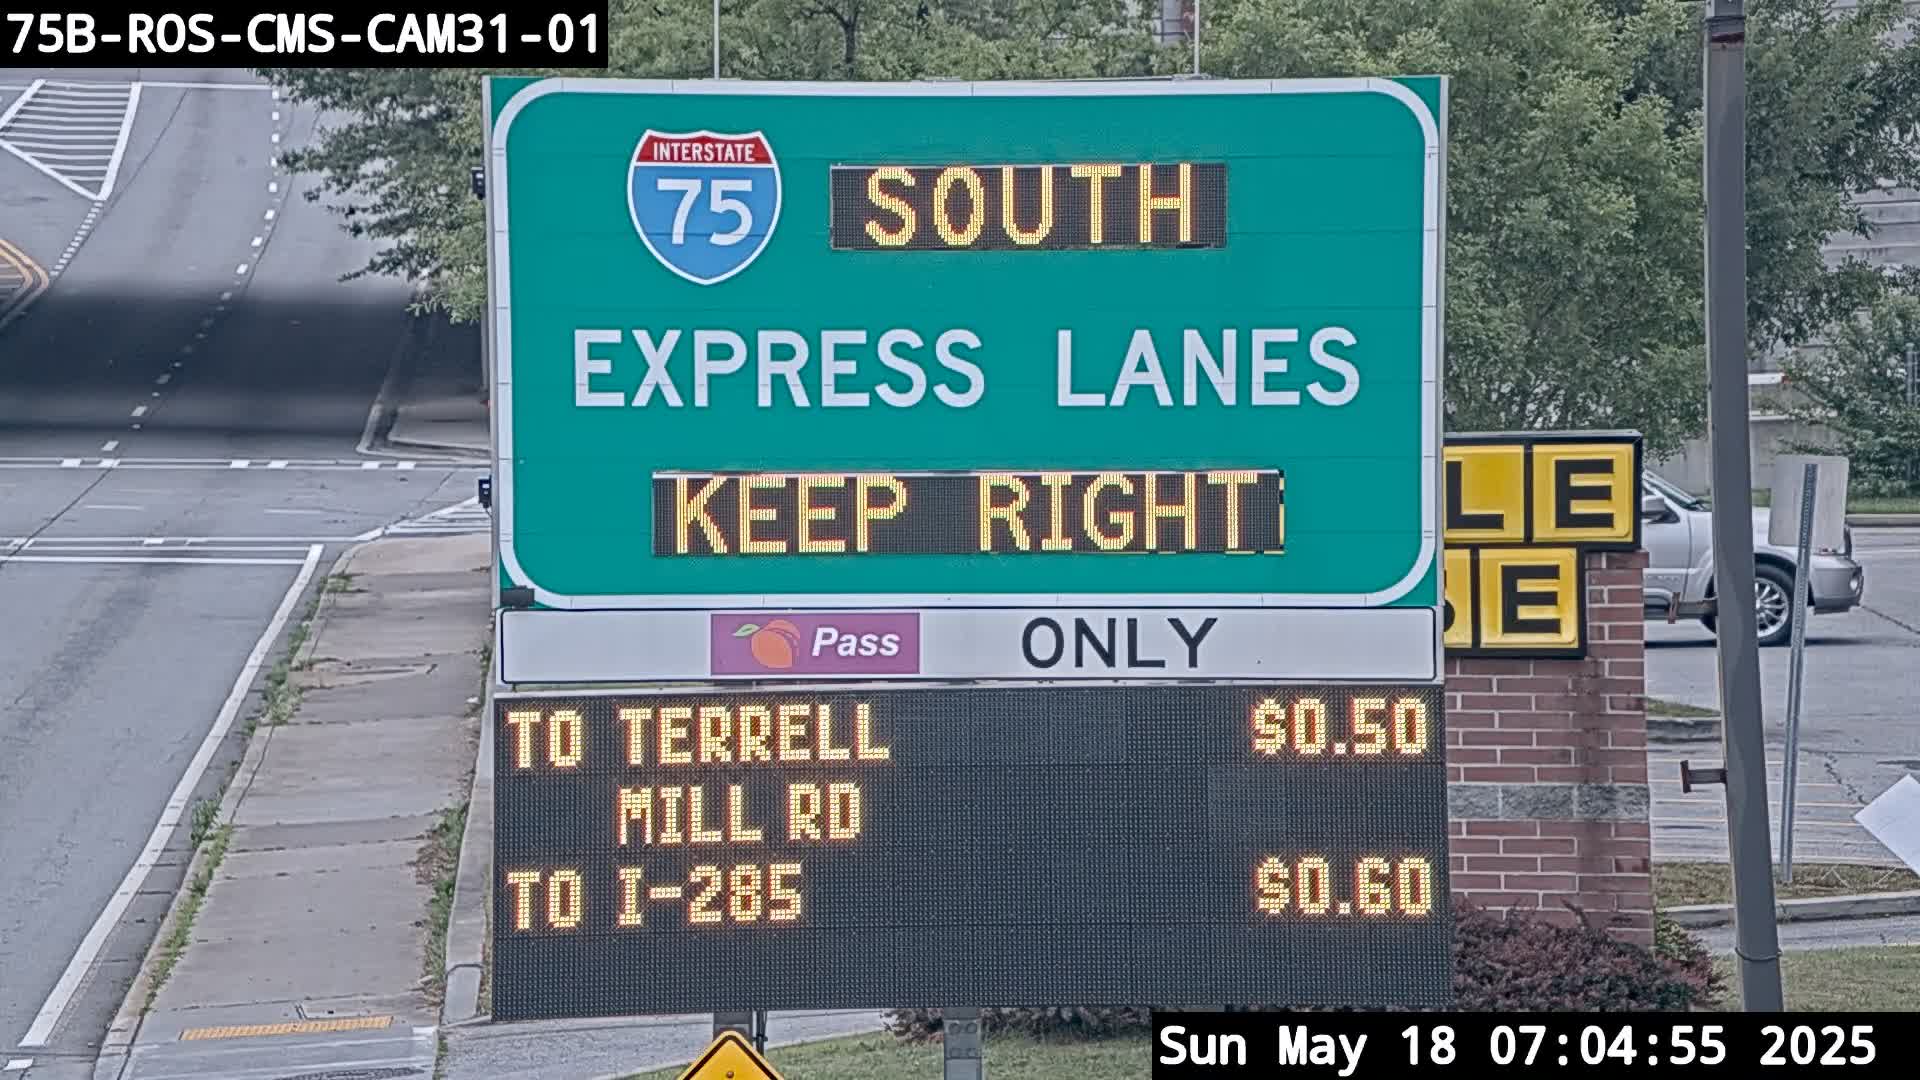 75B-ROS-CMS-CAM31-01
INTERSTATE
75
SOUTH
EXPRESS LANES
KEEP RIGHT
Pass ONLY
TO TERRELL $0.50
MILL RD
TO I-285 $0.60
LE
E
Sun May 18 07:04:55 2025